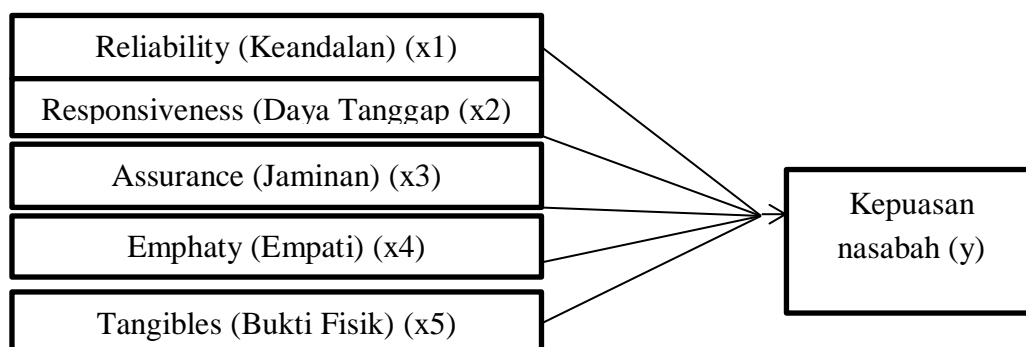 Reliability (Keandalan) (x1)
Responsiveness (Daya Tanggap (x2)
Assurance (Jaminan) (x3)
Emphaty (Empati) (x4)
Tangibles (Bukti Fisik) (x5)
Kepuasan
nasabah (y)